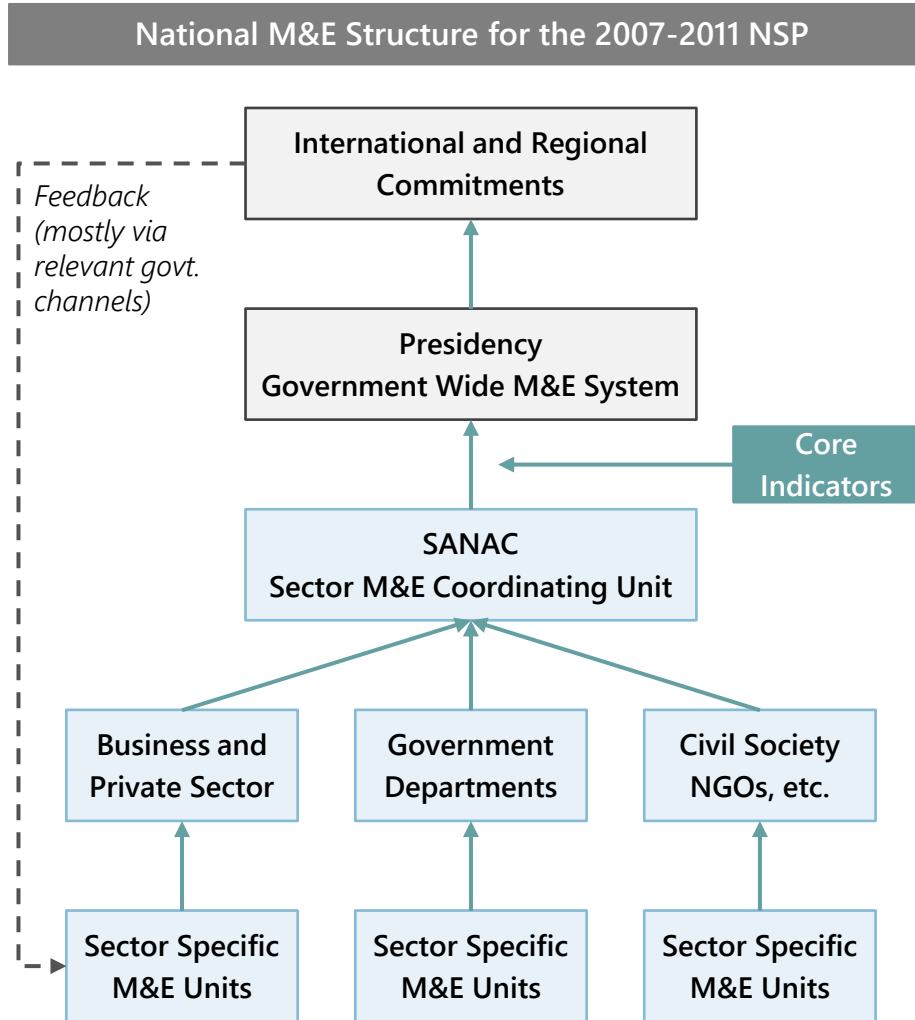 National M&E Structure for the 2007-2011 NSP
International and Regional
Commitments
Feedback
(mostly via
relevant govt.
channels)
Presidency
Government Wide M&E System
Core
Indicators
SANAC
Sector M&E Coordinating Unit
Business and
Private Sector
Government
Departments
Civil Society
NGOs, etc.
Sector Specific
M&E Units
Sector Specific
M&E Units
Sector Specific
M&E Units